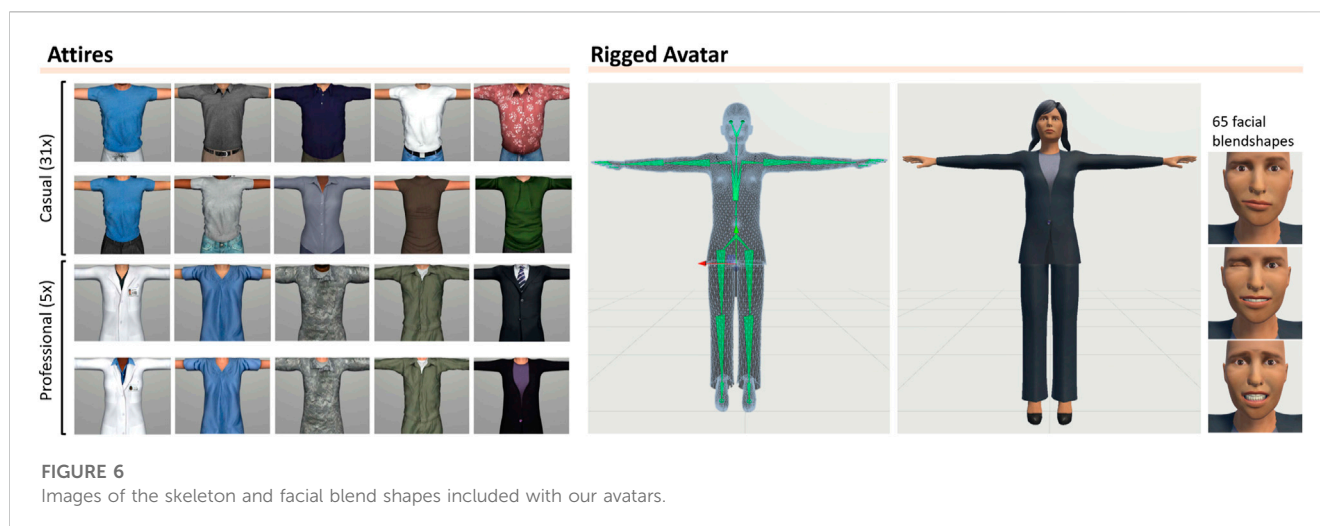 Attires
Rigged Avatar
Casual (31x)
Professional (5x)
65 facial
blendshapes
FIGURE 6
Images of the skeleton and facial blend shapes included with our avatars.